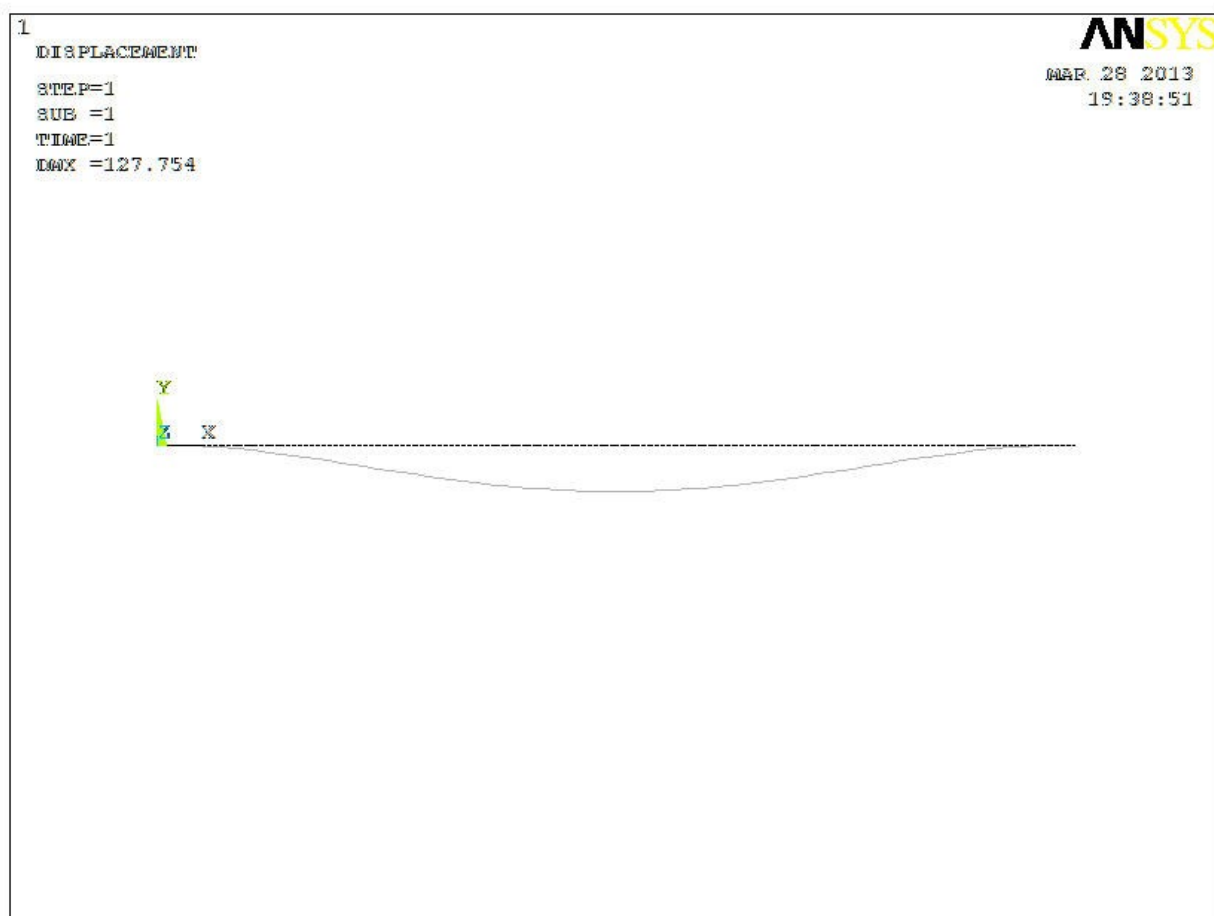 1
DISPLACEMENT
STEP=1
SUB =1
TIME=1
DMX =127.754
ANSYS
MAR 28 2013
19:38:51
Y
Z X